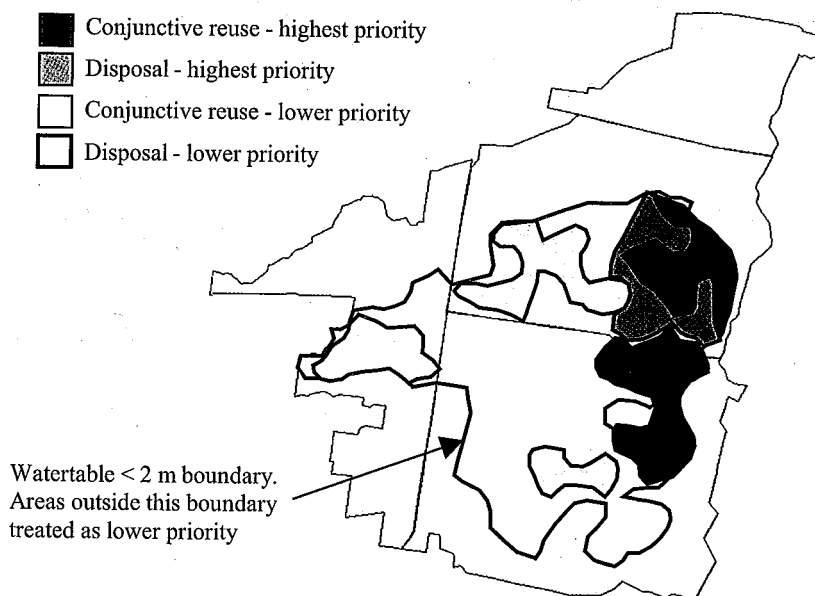 Conjunctive reuse - highest priority
Disposal - highest priority
Conjunctive reuse - lower priority
Disposal - lower priority
Watertable < 2 m boundary.
Areas outside this boundary
treated as lower priority